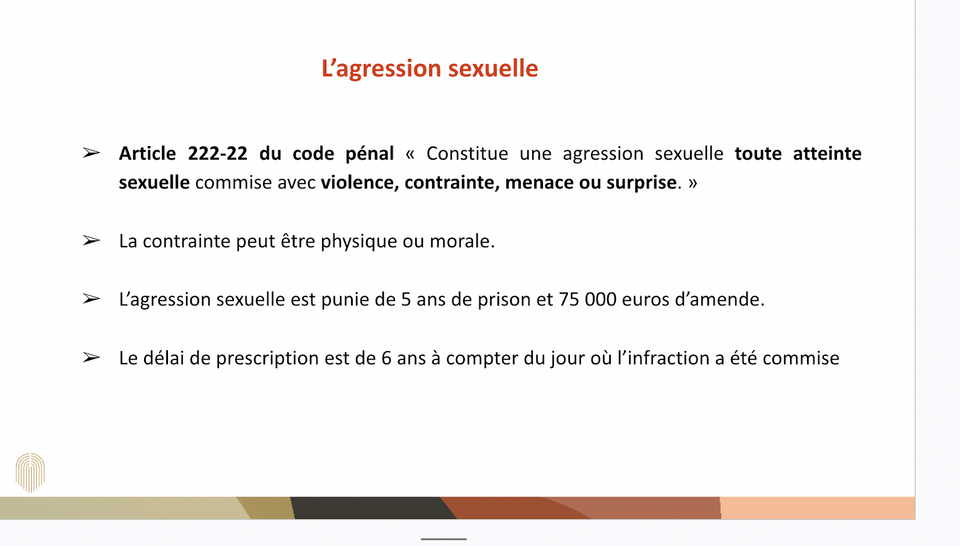 L’agression sexuelle
➢ Article 222-22 du code pénal « Constitue une agression sexuelle toute atteinte
sexuelle commise avec violence, contrainte, menace ou surprise. »
➢ La contrainte peut être physique ou morale.
➢ L’agression sexuelle est punie de 5 ans de prison et 75 000 euros d’amende.
➢ Le délai de prescription est de 6 ans à compter du jour où l’infraction a été commise